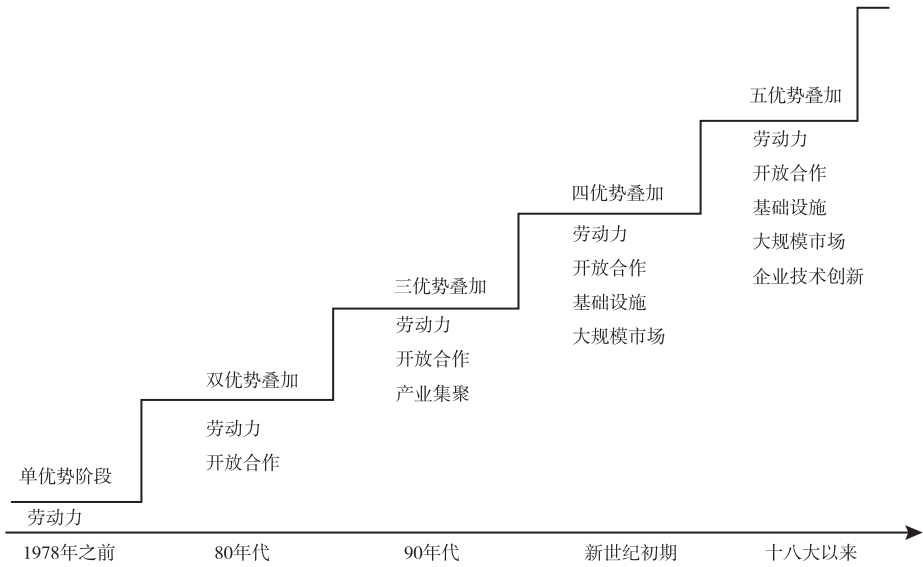 五优势叠加
劳动力
开放合作
基础设施
大规模市场
企业技术创新
四优势叠加
劳动力
开放合作
基础设施
大规模市场
三优势叠加
劳动力
开放合作
产业集聚
双优势叠加
劳动力
开放合作
单优势阶段
劳动力
1978年之前
80年代
90年代
新世纪初期
十八大以来